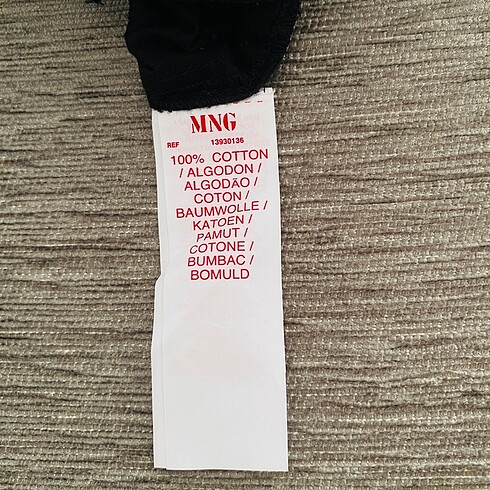 MNG
REF 13930136
100% COTTON
/ ALGODON /
ALGODÃO /
COTON /
BAUMWOLLE /
KATOEN /
PAMUT /
COTONE /
BUMBAC /
BOMULD